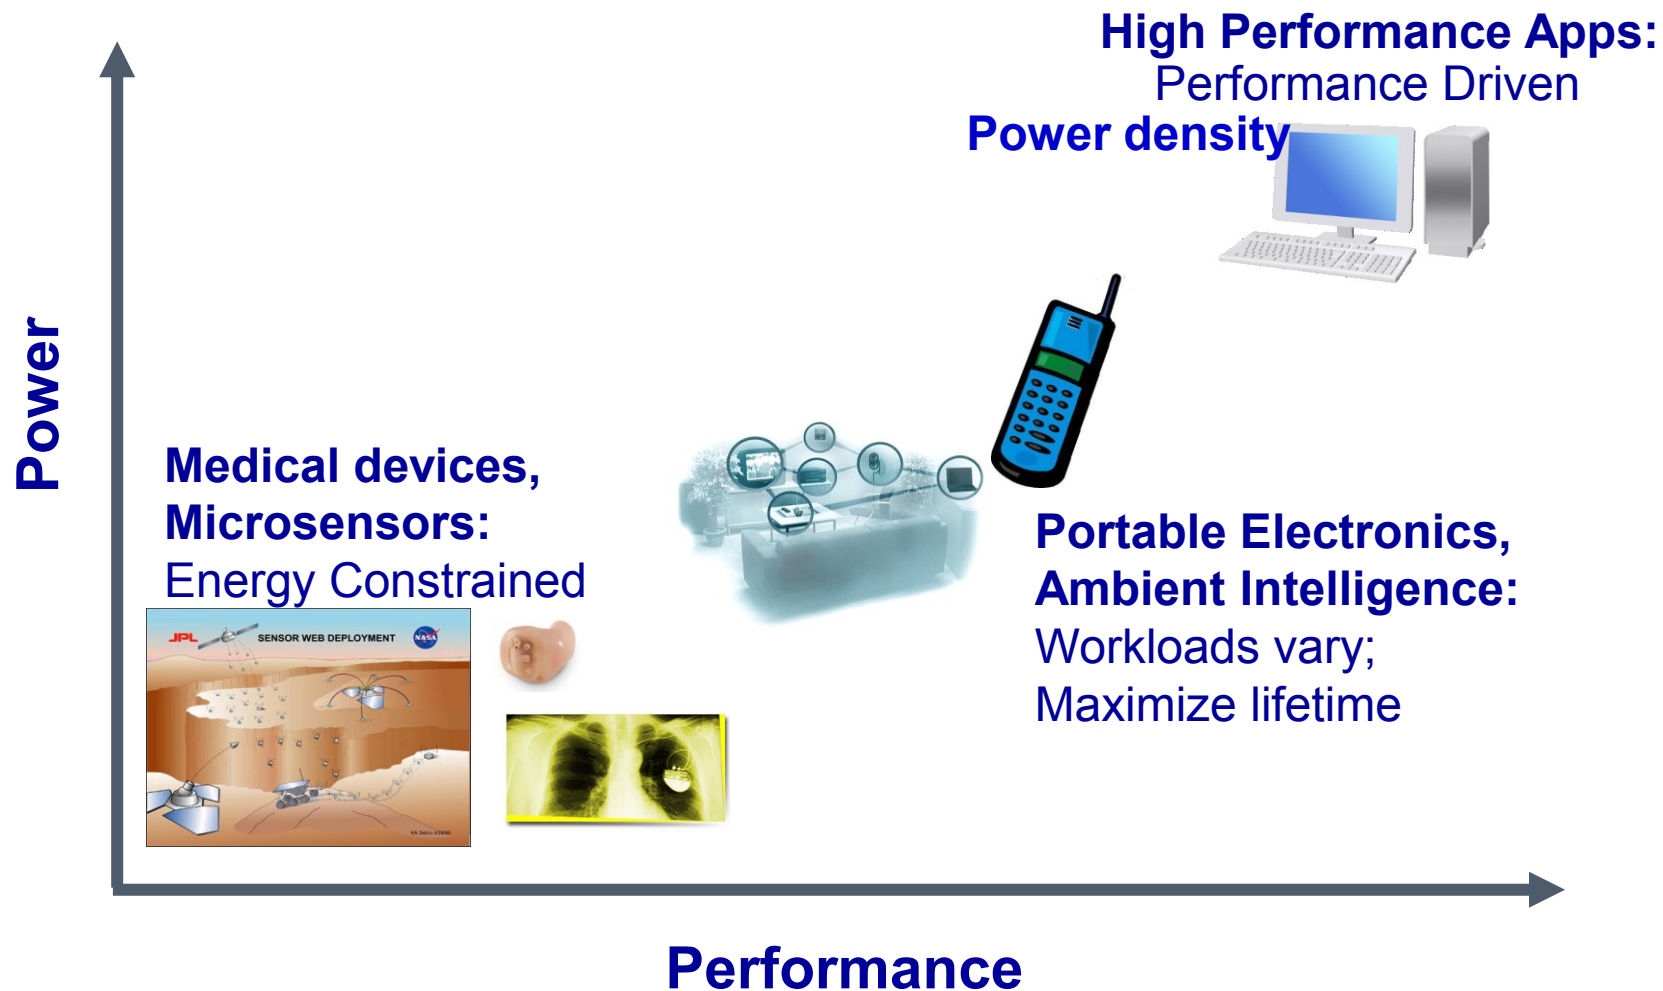 High Performance Apps:
Performance Driven
Power density
Power
Medical devices,
Microsensors:
Energy Constrained
JPL
SENSOR WEB DEPLOYMENT
NASA
Portable Electronics,
Ambient Intelligence:
Workloads vary;
Maximize lifetime
Performance